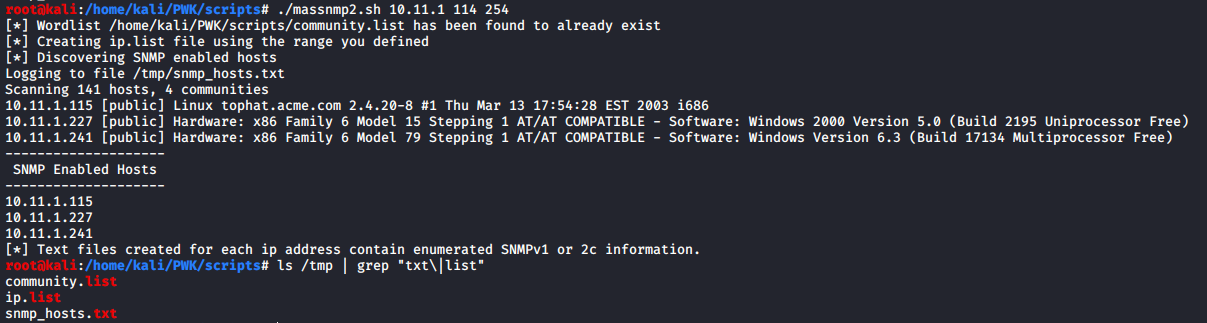 root@kali:/home/kali/PWK/scripts# ./massnmp2.sh 10.11.1 114 254
[*] Wordlist /home/kali/PWK/scripts/community.list has been found to already exist
[*] Creating ip.list file using the range you defined
[*] Discovering SNMP enabled hosts
Logging to file /tmp/snmp_hosts.txt
Scanning 141 hosts, 4 communities
10.11.1.115 [public] Linux tophat.acme.com 2.4.20-8 #1 Thu Mar 13 17:54:28 EST 2003 i686
10.11.1.227 [public] Hardware: x86 Family 6 Model 15 Stepping 1 AT/AT COMPATIBLE - Software: Windows 2000 Version 5.0 (Build 2195 Uniprocessor Free)
10.11.1.241 [public] Hardware: x86 Family 6 Model 79 Stepping 1 AT/AT COMPATIBLE - Software: Windows Version 6.3 (Build 17134 Multiprocessor Free)
--------------------
 SNMP Enabled Hosts
--------------------
10.11.1.115
10.11.1.227
10.11.1.241
[*] Text files created for each ip address contain enumerated SNMPv1 or 2c information.
root@kali:/home/kali/PWK/scripts# ls /tmp | grep "txt\|list"
community.list
ip.list
snmp_hosts.txt